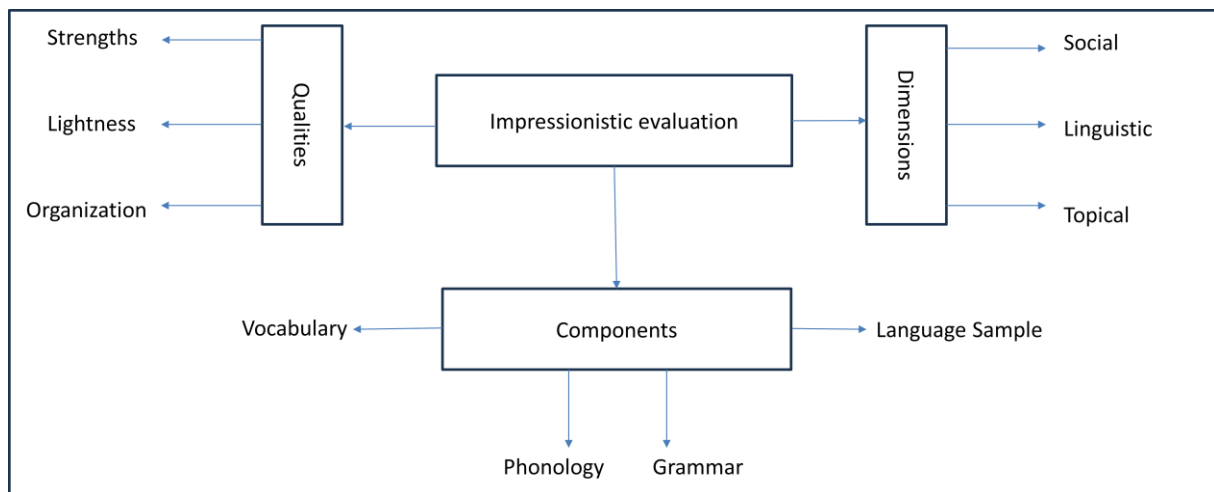 Strengths
Lightness
Organization
Qualities
Impressionistic evaluation
Dimensions
Social
Linguistic
Topical
Vocabulary
Components
Language Sample
Phonology
Grammar